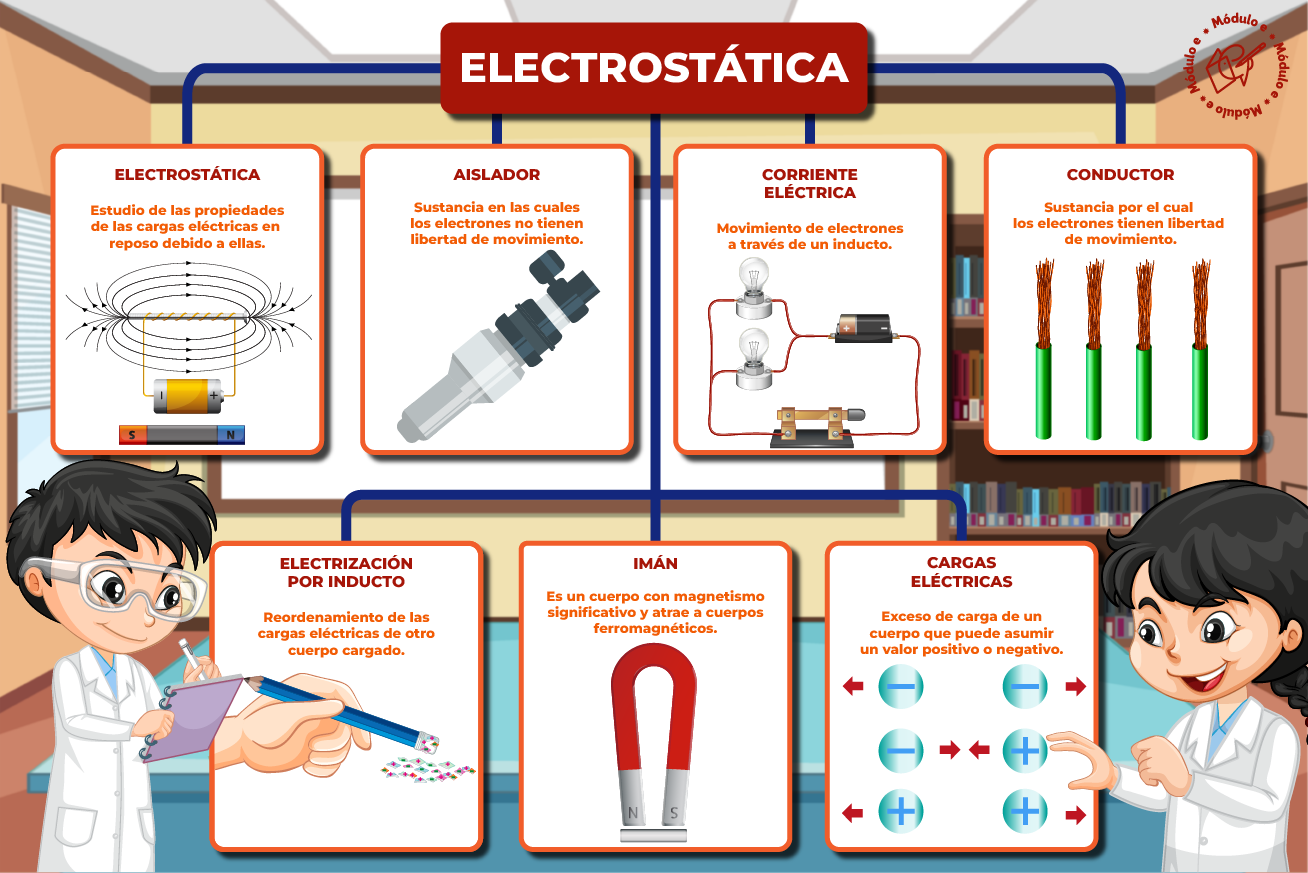 ELECTROSTÁTICA
Módulo e * Módulo e * Módulo e * Módulo e *
ELECTROSTÁTICA
Estudio de las propiedades
de las cargas eléctricas en
reposo debido a ellas.
S
N
AISLADOR
Sustancia en las cuales
los electrones no tienen
libertad de movimiento.
CORRIENTE
ELÉCTRICA
Movimiento de electrones
a través de un inducto.
CONDUCTOR
Sustancia por el cual
los electrones tienen libertad
de movimiento.
ELECTRIZACIÓN
POR INDUCTO
Reordenamiento de las
cargas eléctricas de otro
cuerpo cargado.
IMÁN
Es un cuerpo con magnetismo
significativo y atrae a cuerpos
ferromagnéticos.
N S
CARGAS
ELÉCTRICAS
Exceso de carga de un
cuerpo que puede asumir
un valor positivo o negativo.